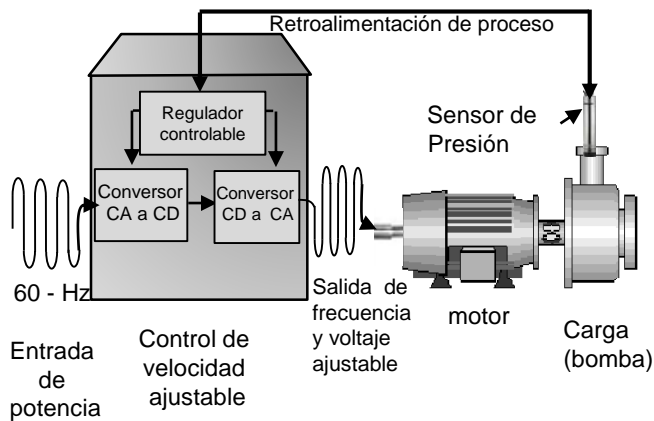 Retroalimentación de proceso
Regulador
controlable
Sensor de
Presión
Conversor
CA a CD
Conversor
CD a CA
60 - Hz
Salida de
frecuencia
y voltaje
ajustable
motor
Carga
(bomba)
Entrada
de
potencia
Control de
velocidad
ajustable